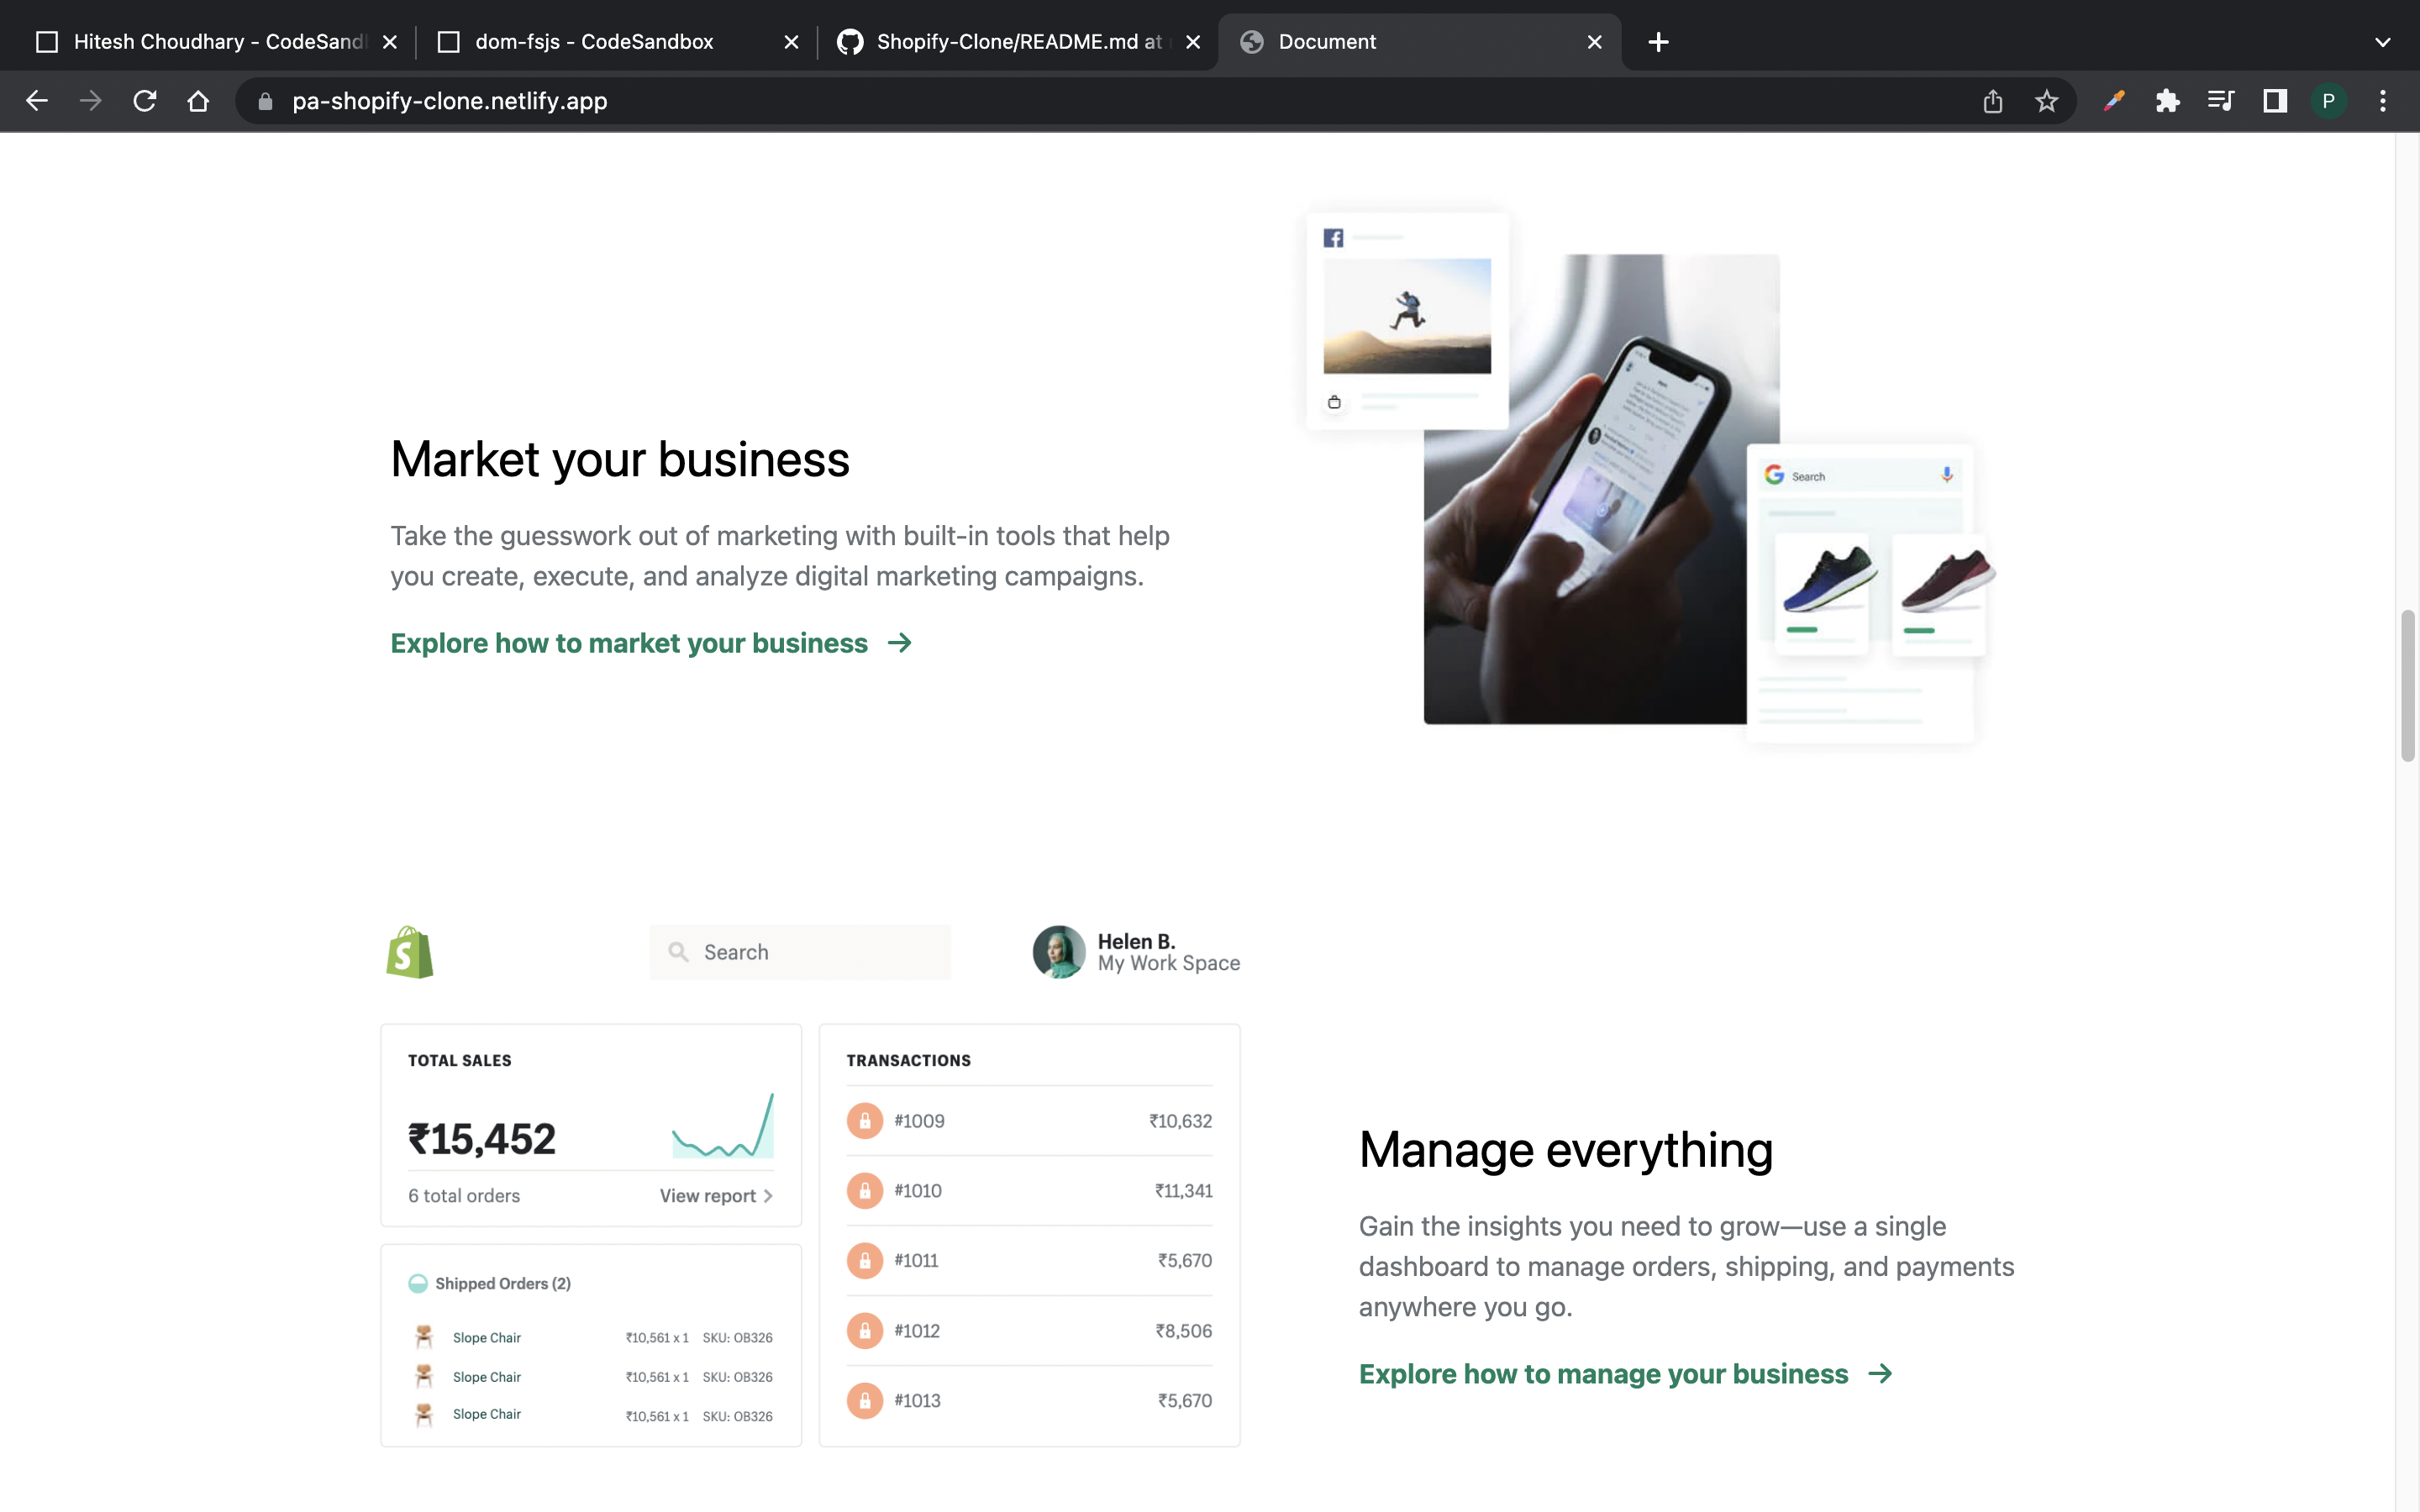 Hitesh Choudhary - CodeSand
dom-fsjs - CodeSandbox
Shopify-Clone/README.md at
Document
pa-shopify-clone.netlify.app
P
Market your business
Take the guesswork out of marketing with built-in tools that help
you create, execute, and analyze digital marketing campaigns.
Explore how to market your business →
Search
Search
Helen B.
My Work Space
TOTAL SALES
₹15,452
6 total orders
View report >
Shipped Orders (2)
Slope Chair ₹10,561 x 1 SKU: OB326
Slope Chair ₹10,561 x 1 SKU: OB326
Slope Chair ₹10,561 x 1 SKU: OB326
TRANSACTIONS
#1009 ₹10,632
#1010 ₹11,341
#1011 ₹5,670
#1012 ₹8,506
#1013 ₹5,670
Manage everything
Gain the insights you need to grow—use a single
dashboard to manage orders, shipping, and payments
anywhere you go.
Explore how to manage your business →